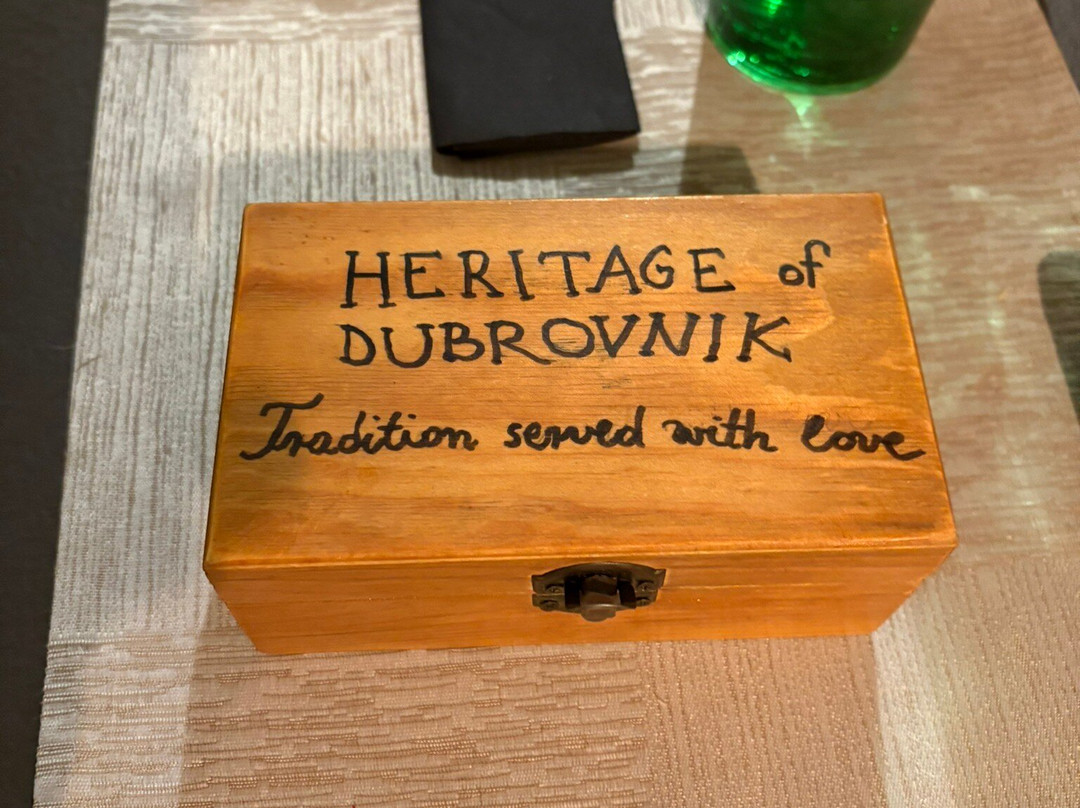 HERITAGE of
DUBROVNIK
Tradition served with love